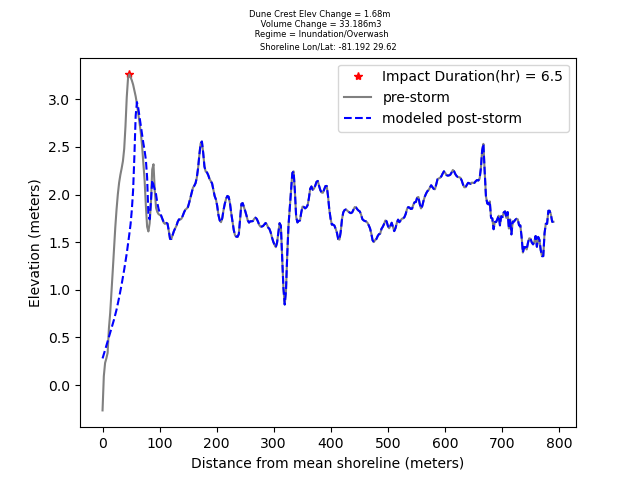 Dune Crest Elev Change = 1.68m
Volume Change = 33.186m3
Regime = Inundation/Overwash
Shoreline Lon/Lat: -81.192 29.62
Impact Duration(hr) = 6.5
pre-storm
modeled post-storm
3.0
2.5
2.0
1.5
1.0
0.5
0.0
Elevation (meters)
0 100 200 300 400 500 600 700 800
Distance from mean shoreline (meters)